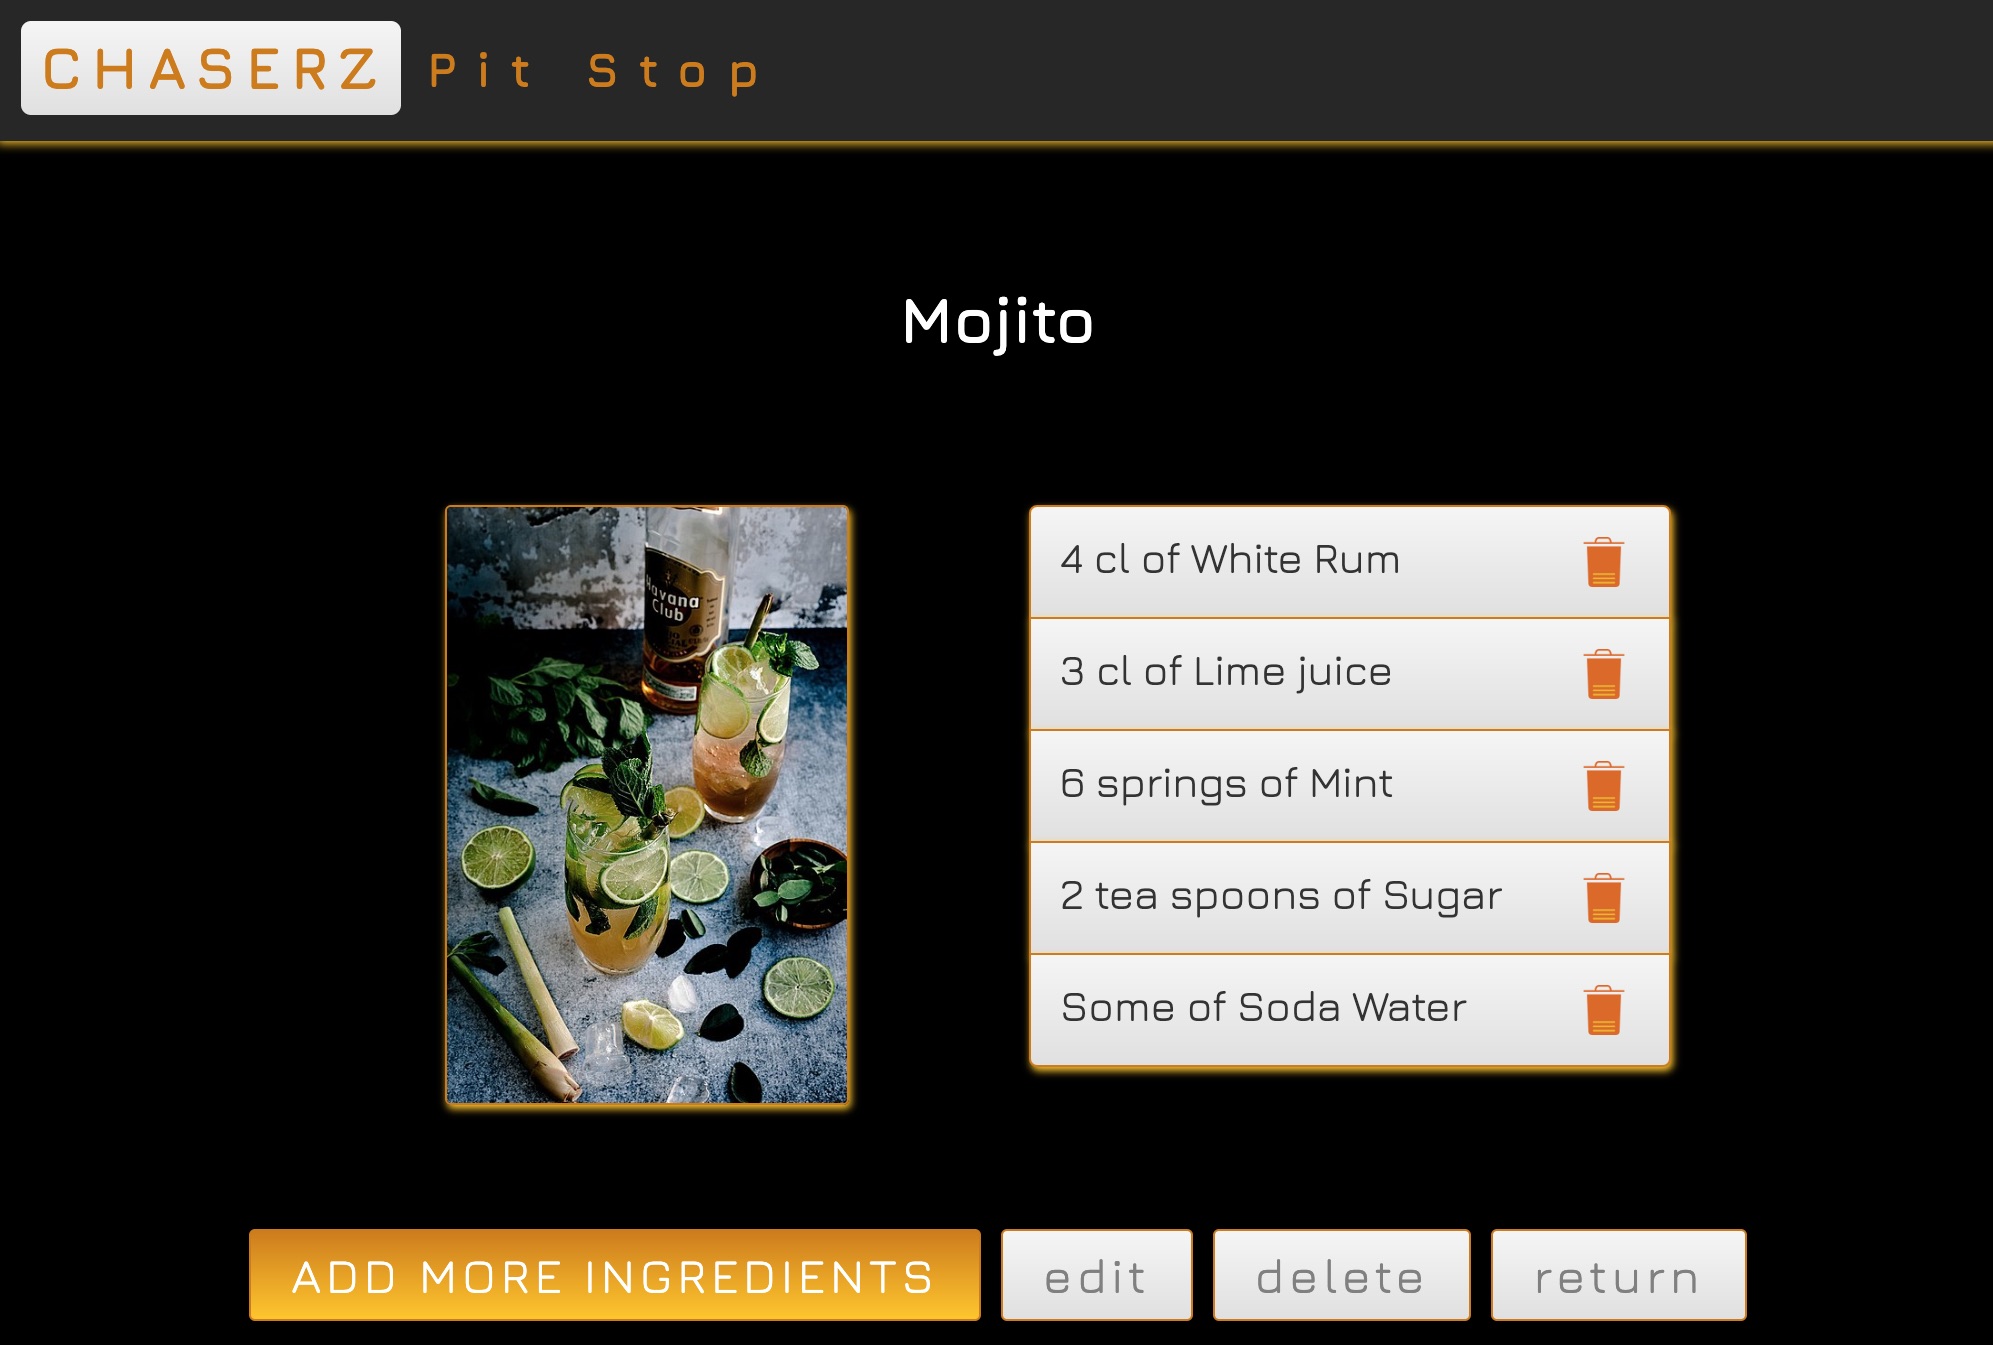 CHASERZ Pit Stop
Mojito
Havana
Club
4 cl of White Rum
3 cl of Lime juice
6 springs of Mint
2 tea spoons of Sugar
Some of Soda Water
ADD MORE INGREDIENTS edit delete return